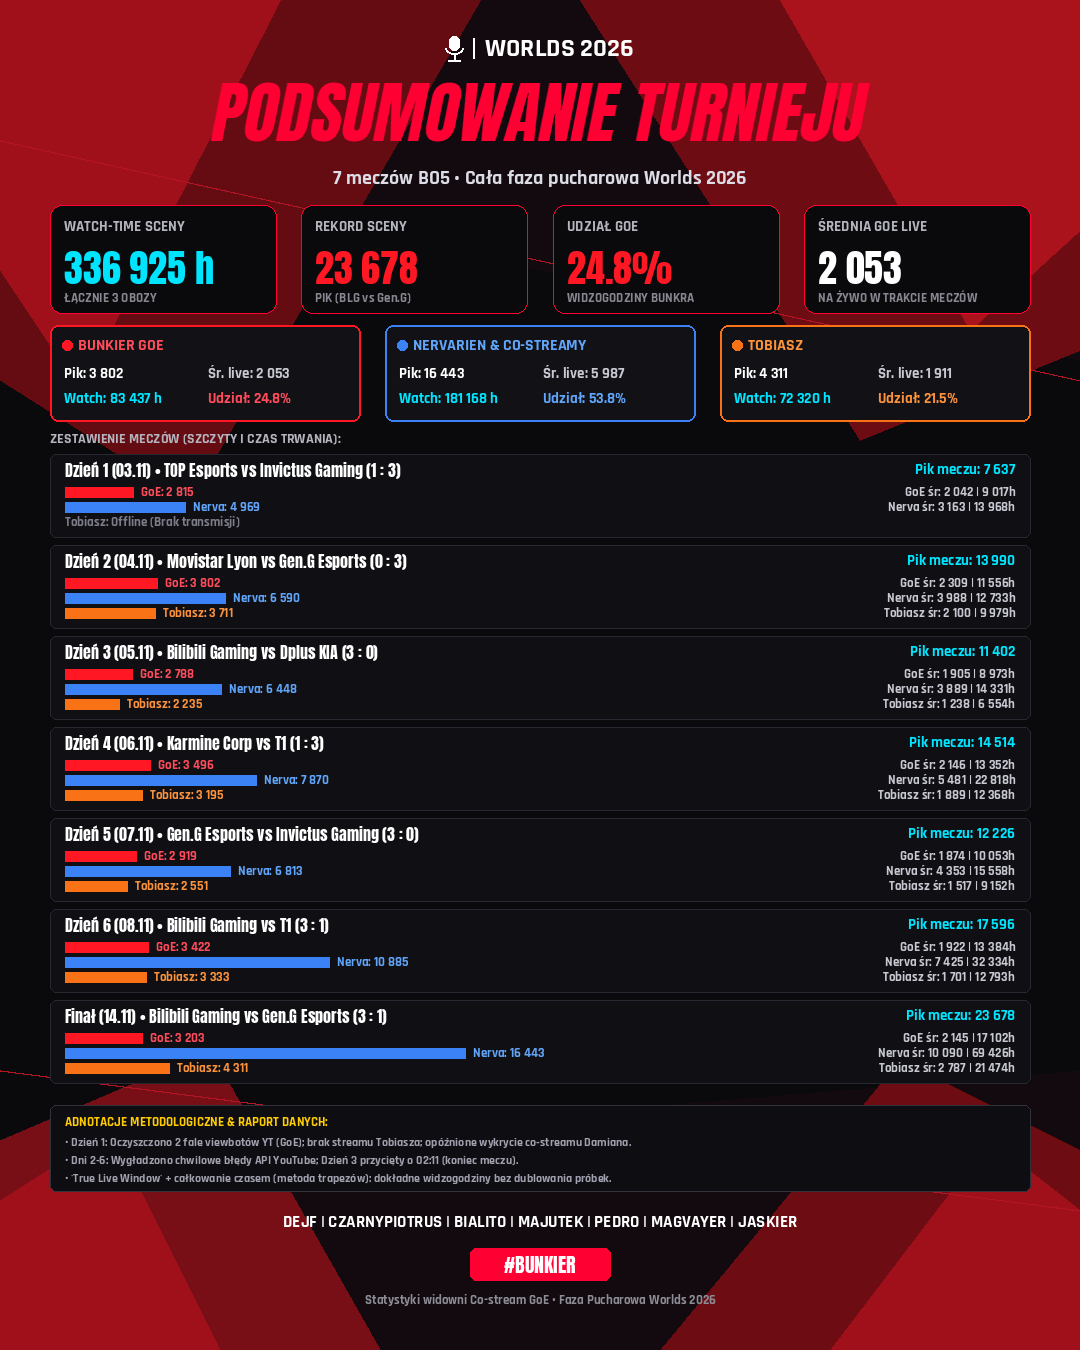 | WORLDS 2026
PODSUMOWANIE TURNIEJU
7 meczów BO5 • Cała faza pucharowa Worlds 2026
WATCH-TIME SCENY
336 925 h
ŁĄCZNIE 3 OBOZY
REKORD SCENY
23 678
PIK (BLG vs Gen.G)
UDZIAŁ GOE
24.8%
WIDZOGODZINY BUNKRA
ŚREDNIA GOE LIVE
2 053
NA ŻYWO W TRAKCIE MECZÓW
BUNKIER GOE
Pik: 3 802 Śr. live: 2 053
Watch: 83 437 h Udział: 24.8%
NERVARIEN & CO-STREAMY
Pik: 16 443 Śr. live: 5 987
Watch: 181 168 h Udział: 53.8%
TOBIASZ
Pik: 4 311 Śr. live: 1 911
Watch: 72 320 h Udział: 21.5%
ZESTAWIENIE MECZÓW (SZCZYTY I CZAS TRWANIA):
Dzień 1 (03.11) • TOP Esports vs Invictus Gaming (1 : 3) Pik meczu: 7 637
GoE: 2 815 GoE śr: 2 042 | 9 017h
Nerva: 4 969 Nerva śr: 3 163 | 13 968h
Tobiasz: Offline (Brak transmisji)
Dzień 2 (04.11) • Movistar Lyon vs Gen.G Esports (0 : 3) Pik meczu: 13 990
GoE: 3 802 GoE śr: 2 309 | 11 556h
Nerva: 6 590 Nerva śr: 3 988 | 12 733h
Tobiasz: 3 711 Tobiasz śr: 2 100 | 9 979h
Dzień 3 (05.11) • Bilibili Gaming vs Dplus KIA (3 : 0) Pik meczu: 11 402
GoE: 2 788 GoE śr: 1 905 | 8 973h
Nerva: 6 448 Nerva śr: 3 889 | 14 331h
Tobiasz: 2 235 Tobiasz śr: 1 238 | 6 554h
Dzień 4 (06.11) • Karmine Corp vs T1 (1 : 3) Pik meczu: 14 514
GoE: 3 496 GoE śr: 2 146 | 13 352h
Nerva: 7 870 Nerva śr: 5 481 | 22 818h
Tobiasz: 3 195 Tobiasz śr: 1 889 | 12 368h
Dzień 5 (07.11) • Gen.G Esports vs Invictus Gaming (3 : 0) Pik meczu: 12 226
GoE: 2 919 GoE śr: 1 874 | 10 053h
Nerva: 6 813 Nerva śr: 4 353 | 15 558h
Tobiasz: 2 551 Tobiasz śr: 1 517 | 9 152h
Dzień 6 (08.11) • Bilibili Gaming vs T1 (3 : 1) Pik meczu: 17 596
GoE: 3 422 GoE śr: 1 922 | 13 384h
Nerva: 10 885 Nerva śr: 7 425 | 32 334h
Tobiasz: 3 333 Tobiasz śr: 1 701 | 12 793h
Finał (14.11) • Bilibili Gaming vs Gen.G Esports (3 : 1) Pik meczu: 23 678
GoE: 3 203 GoE śr: 2 145 | 17 102h
Nerva: 16 443 Nerva śr: 10 090 | 69 426h
Tobiasz: 4 311 Tobiasz śr: 2 787 | 21 474h
ADNOTACJE METODOLOGICZNE & RAPORT DANYCH:
• Dzień 1: Oczyszczono 2 fale viewbotów YT (GoE); brak streamu Tobiasza; opóźnione wykrycie co-streamu Damiana.
• Dni 2-6: Wygładzono chwilowe błędy API YouTube; Dzień 3 przycięty o 02:11 (koniec meczu).
• 'True Live Window' + całkowanie czasem (metoda trapezów): dokładne widzogodziny bez dublowania próbek.
DEJF | CZARNYPIOTRUS | BIALITO | MAJUTEK | PEDRO | MAGVAYER | JASKIER
#BUNKIER
Statystyki widowni Co-stream GoE • Faza Pucharowa Worlds 2026